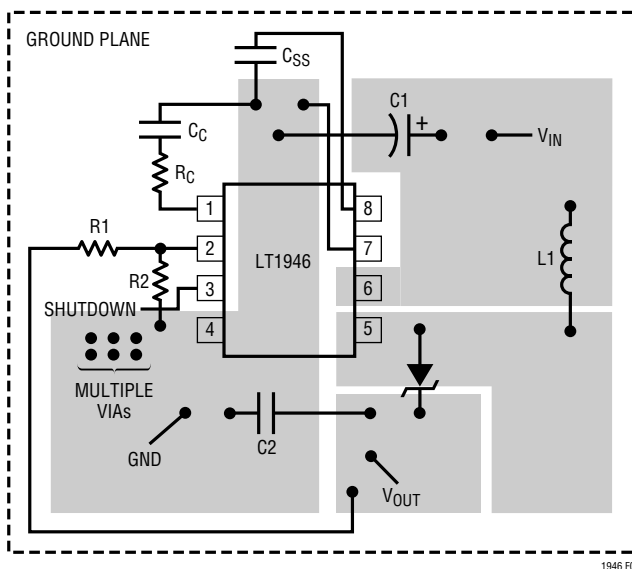 GROUND PLANE
CSS
C1
+
CC
VIN
RC
1
8
R1
2
7
LT1946
L1
R2
3
6
SHUTDOWN
4
5
MULTIPLE
VIAs
C2
GND
VOUT